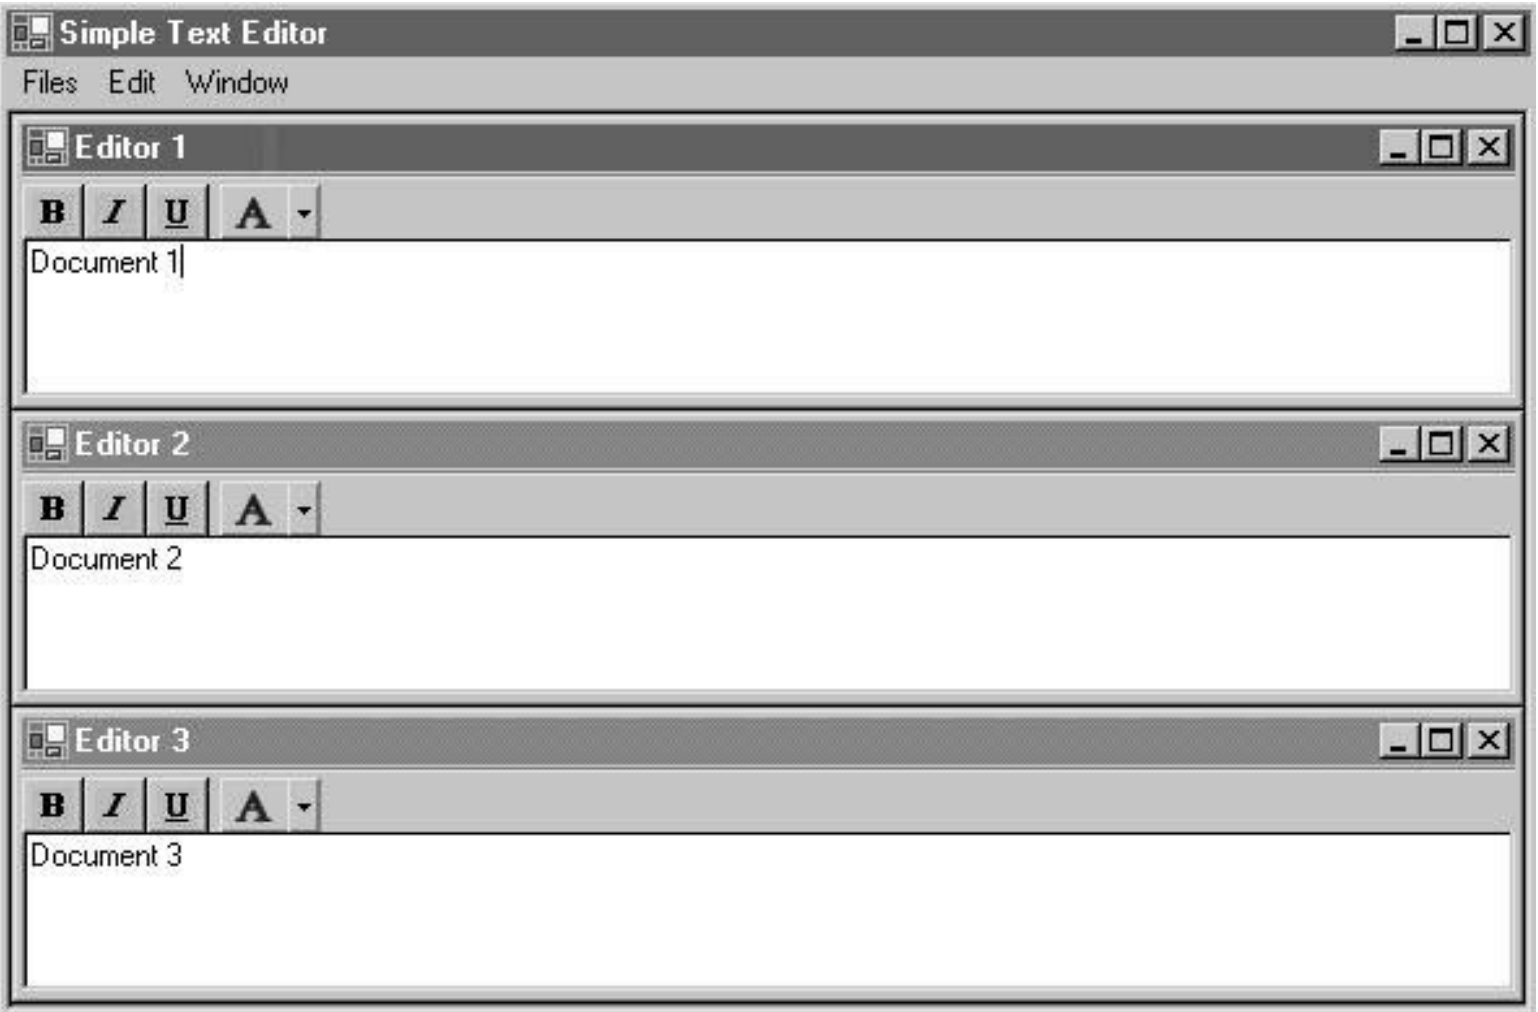 Simple Text Editor
Files Edit Window
Editor 1
B I U A
Document 1
Editor 2
B I U A
Document 2
Editor 3
B I U A
Document 3